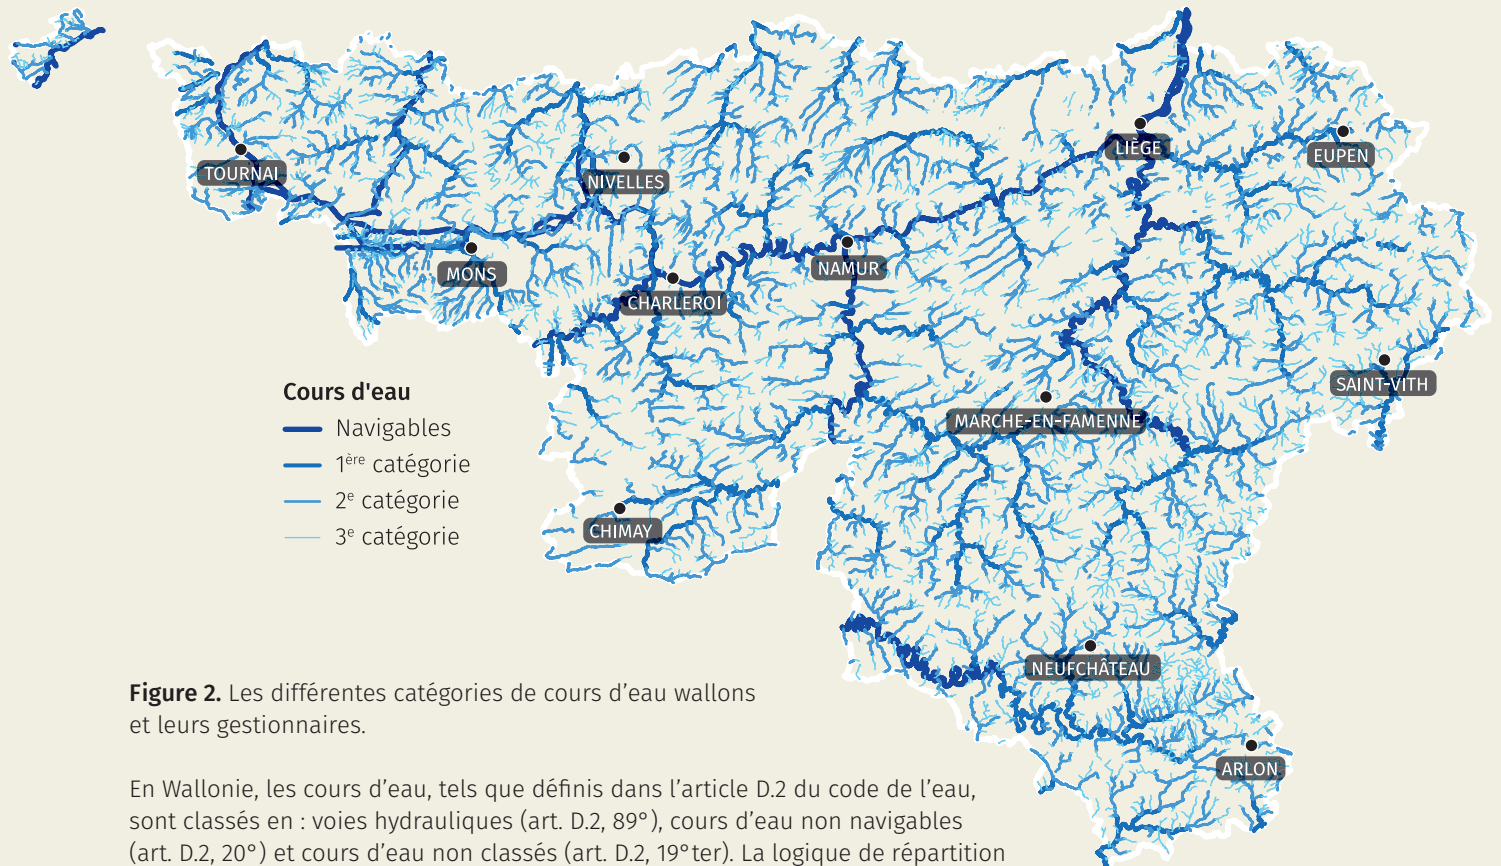 LIÈGE
EUPEN
TOURNAI
NIVELLES
MONS
NAMUR
CHARLEROI
SAINT-VITH
MARCHE-EN-FAMENNE
Cours d'eau
Navigables
1ère catégorie
2e catégorie
3e catégorie
CHIMAY
NEUFCHÂTEAU
ARLON
Figure 2. Les différentes catégories de cours d’eau wallons
et leurs gestionnaires.
En Wallonie, les cours d’eau, tels que définis dans l’article D.2 du code de l’eau,
sont classés en : voies hydrauliques (art. D.2, 89°), cours d’eau non navigables
(art. D.2, 20°) et cours d’eau non classés (art. D.2, 19°ter). La logique de répartition